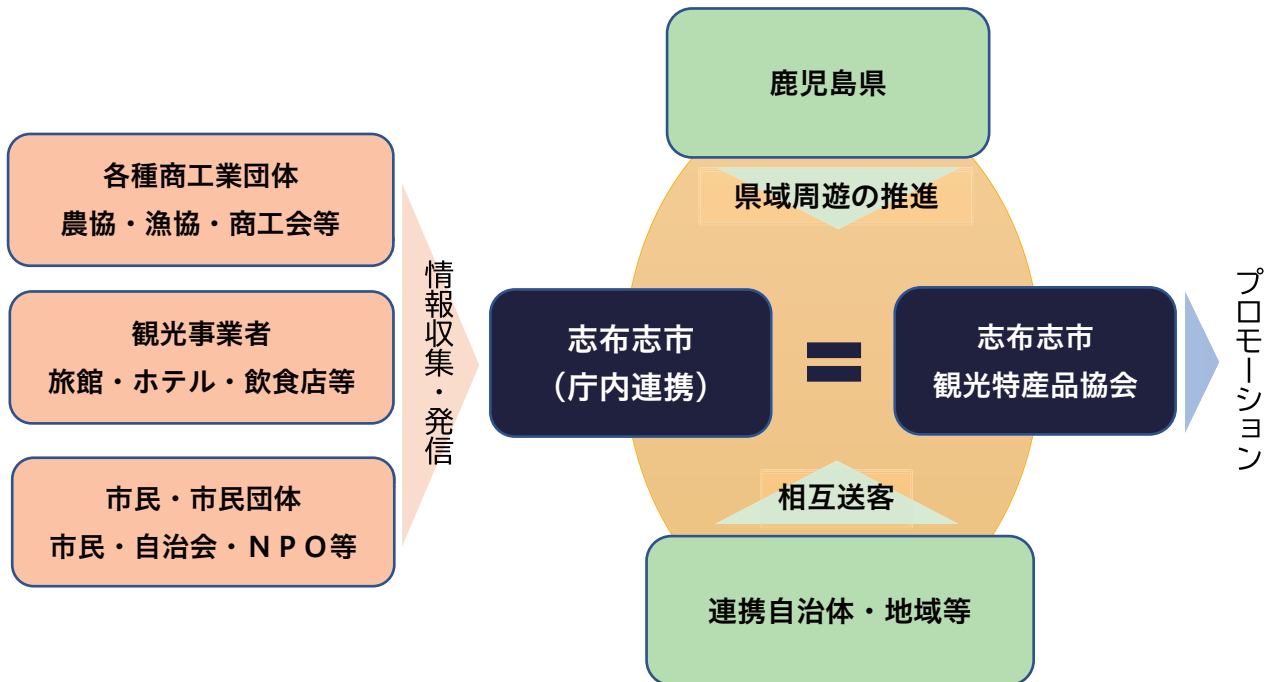 鹿児島県
県域周遊の推進
各種商工業団体
農協・漁協・商工会等
観光事業者
旅館・ホテル・飲食店等
市民・市民団体
市民・自治会・ＮＰＯ等
情報収集・発信
志布志市
（庁内連携）
＝
志布志市
観光特産品協会
プロモーション
相互送客
連携自治体・地域等